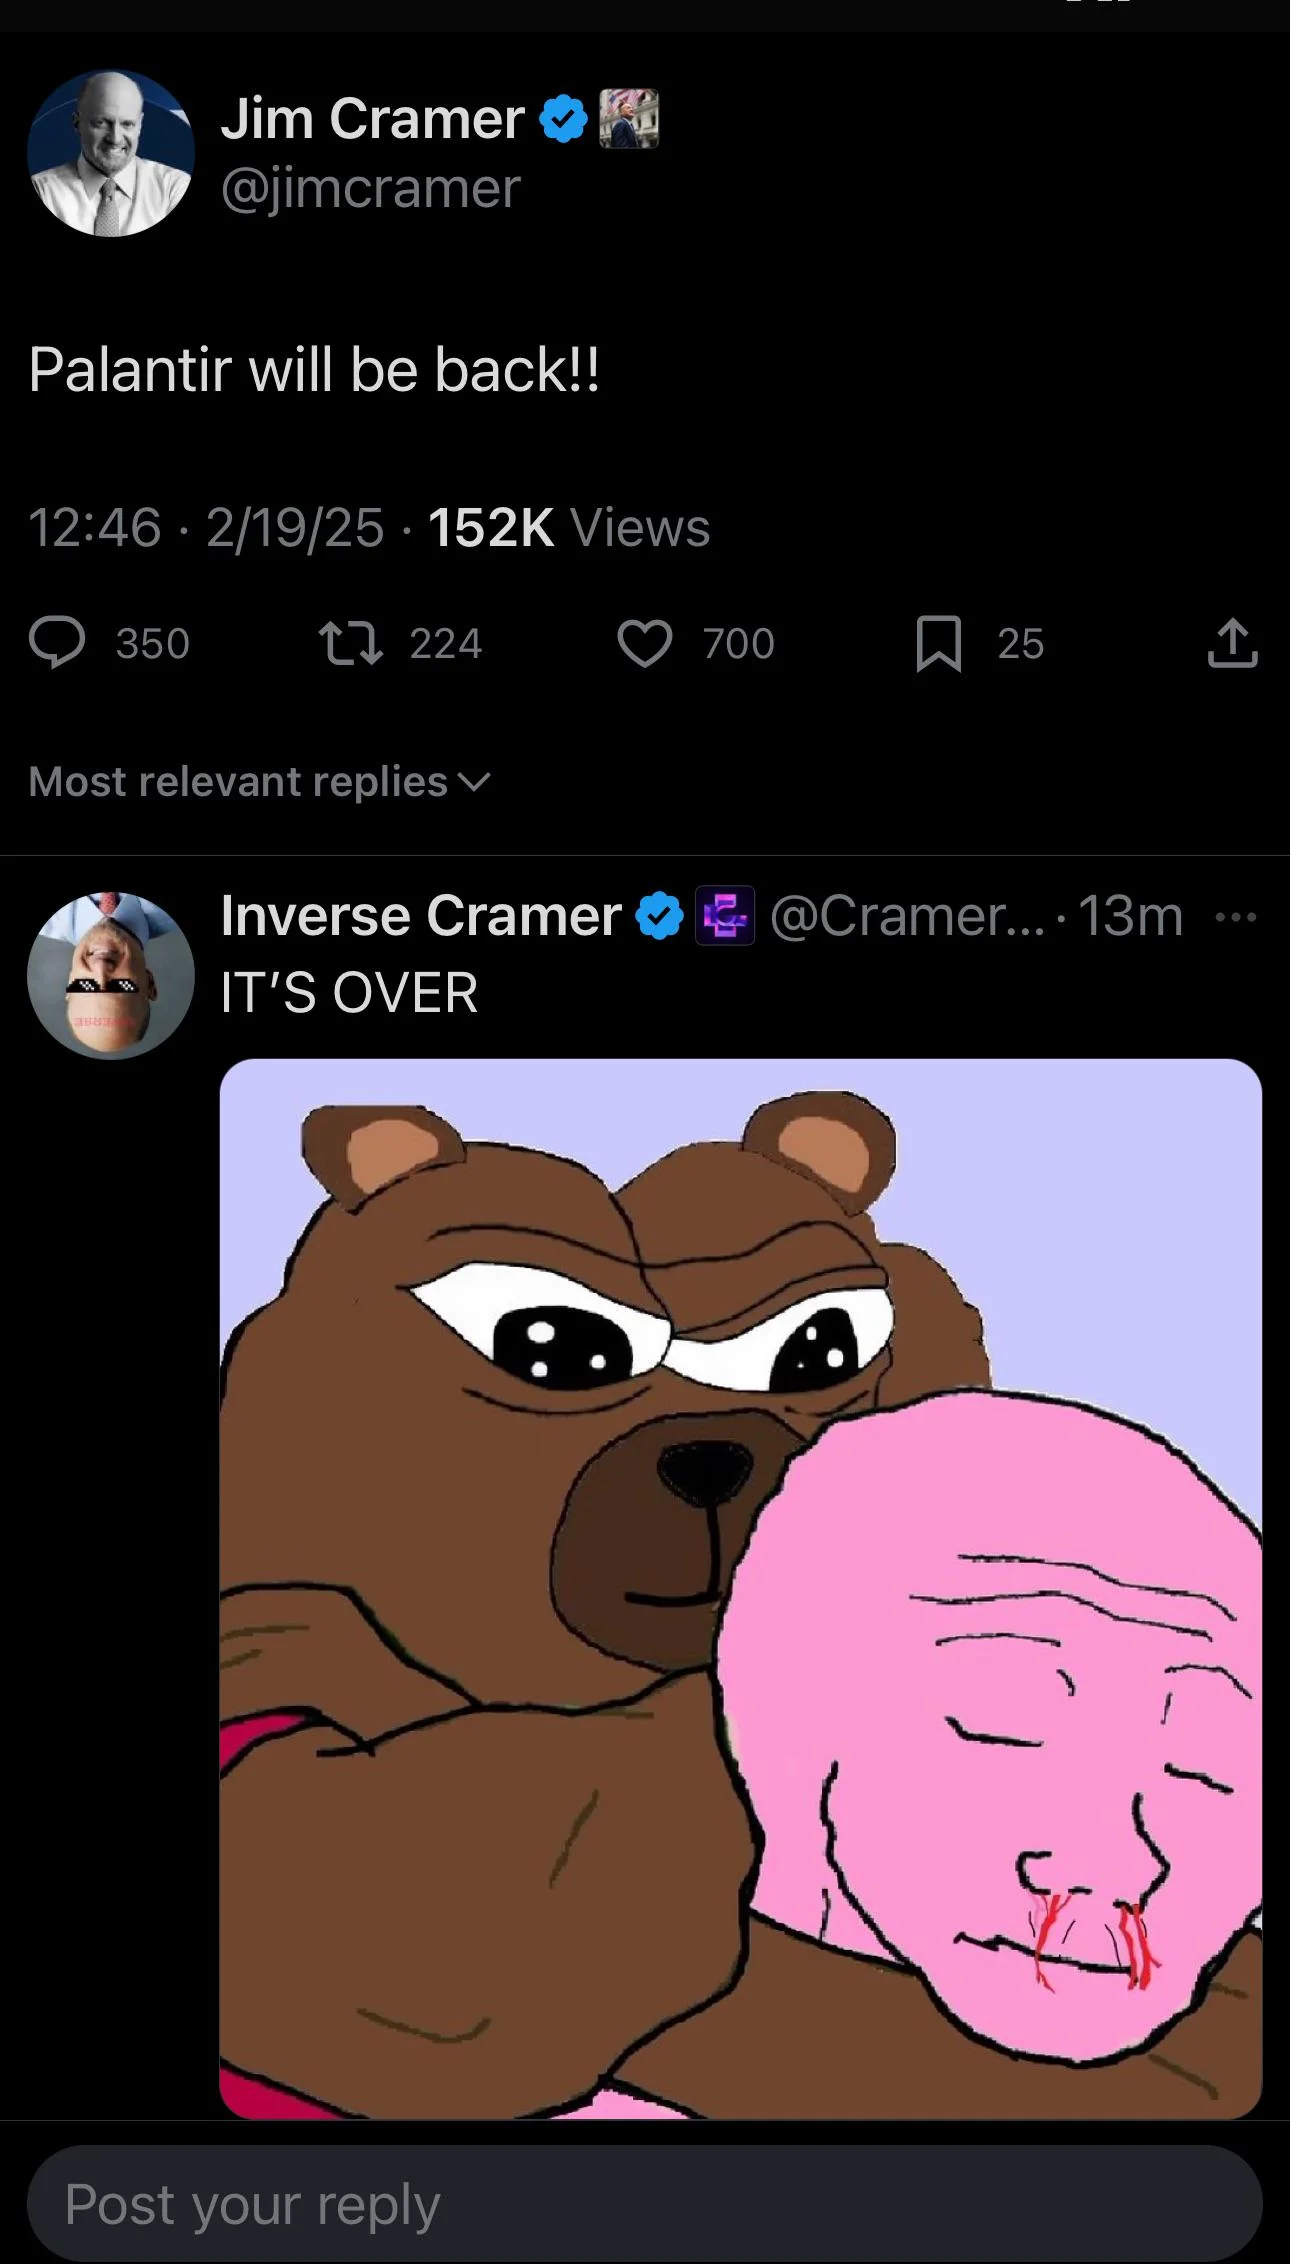 Jim Cramer
@jimcramer
Palantir will be back!!
12:46 · 2/19/25 · 152K Views
350 224 700 25
Most relevant replies
Inverse Cramer @Cramer... · 13m
IT’S OVER
INVERSE
Post your reply